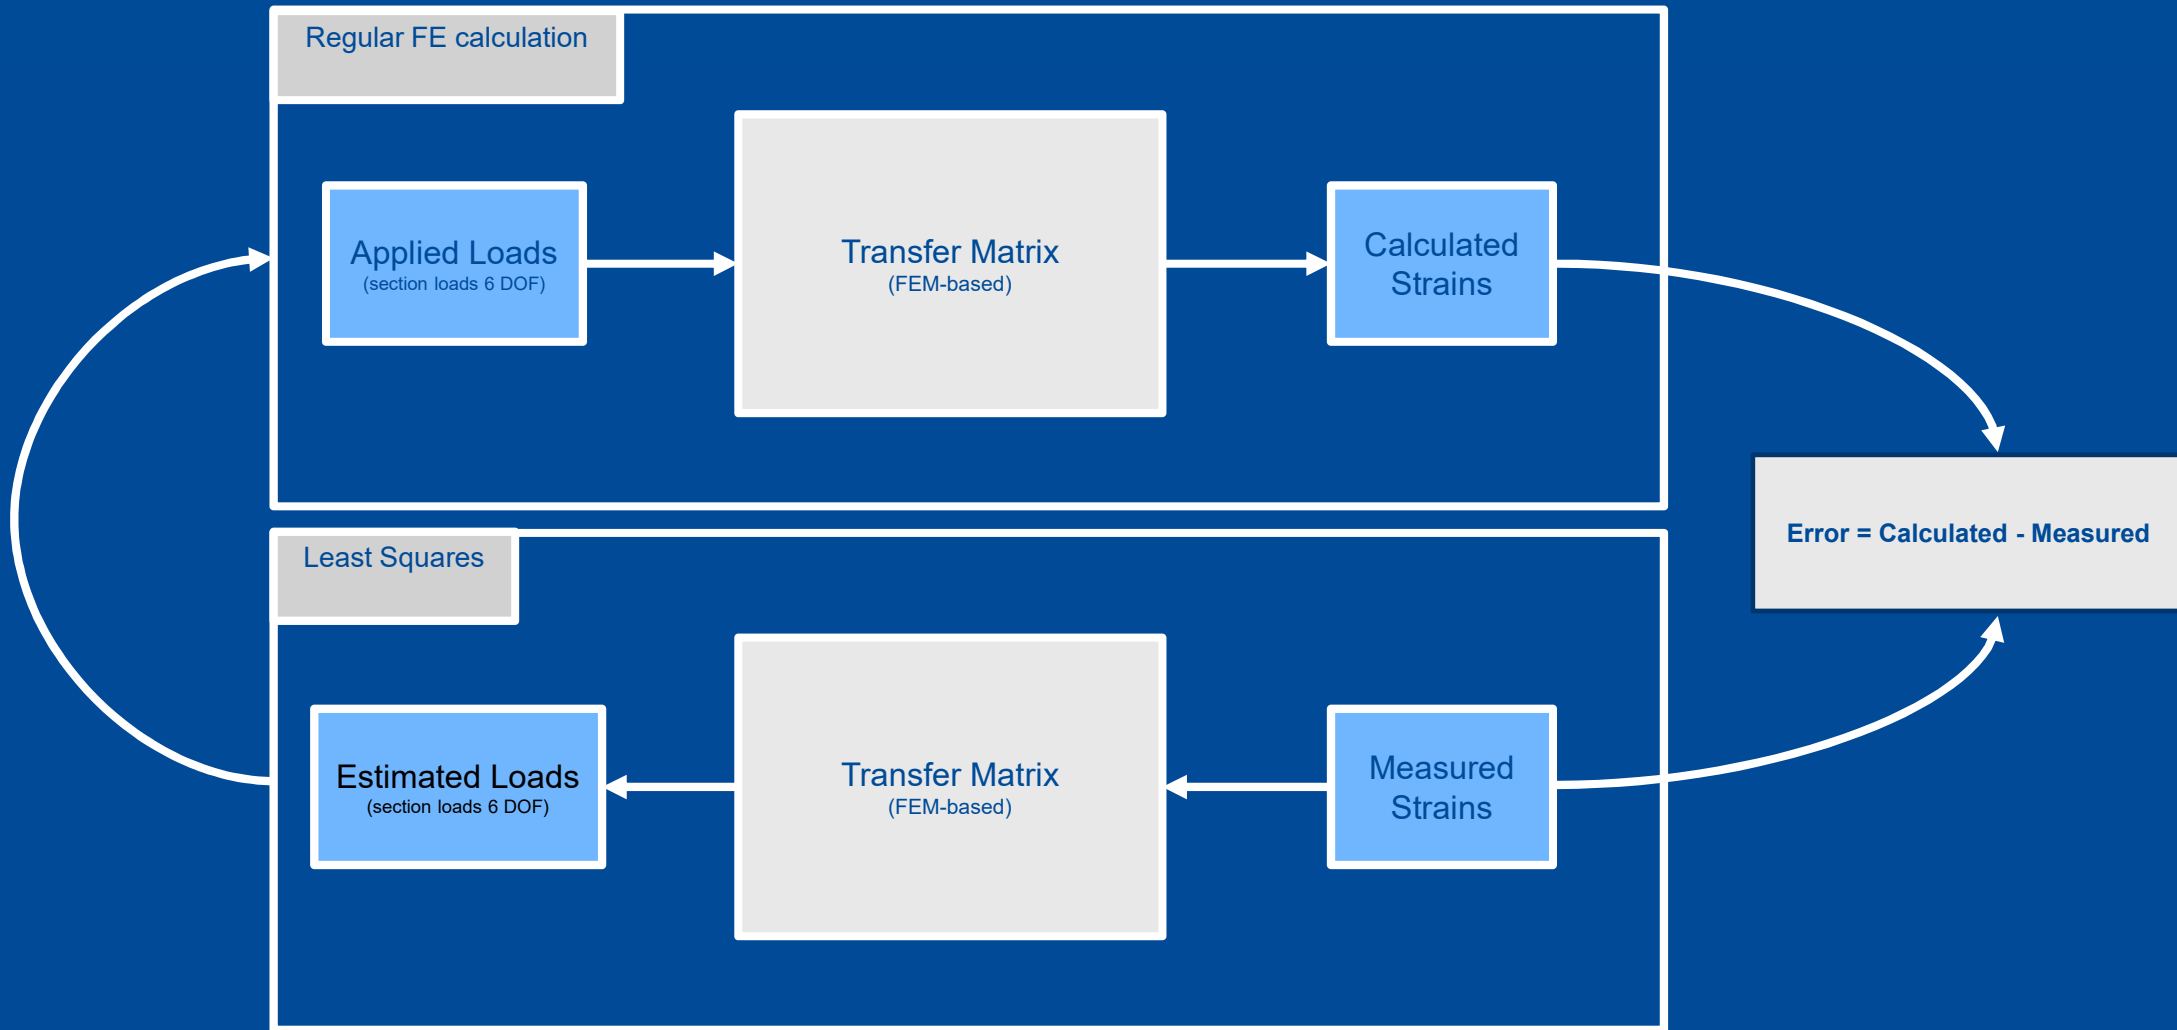 Regular FE calculation
Applied Loads
(section loads 6 DOF)
Transfer Matrix
(FEM-based)
Calculated
Strains
Error = Calculated - Measured
Least Squares
Estimated Loads
(section loads 6 DOF)
Transfer Matrix
(FEM-based)
Measured
Strains